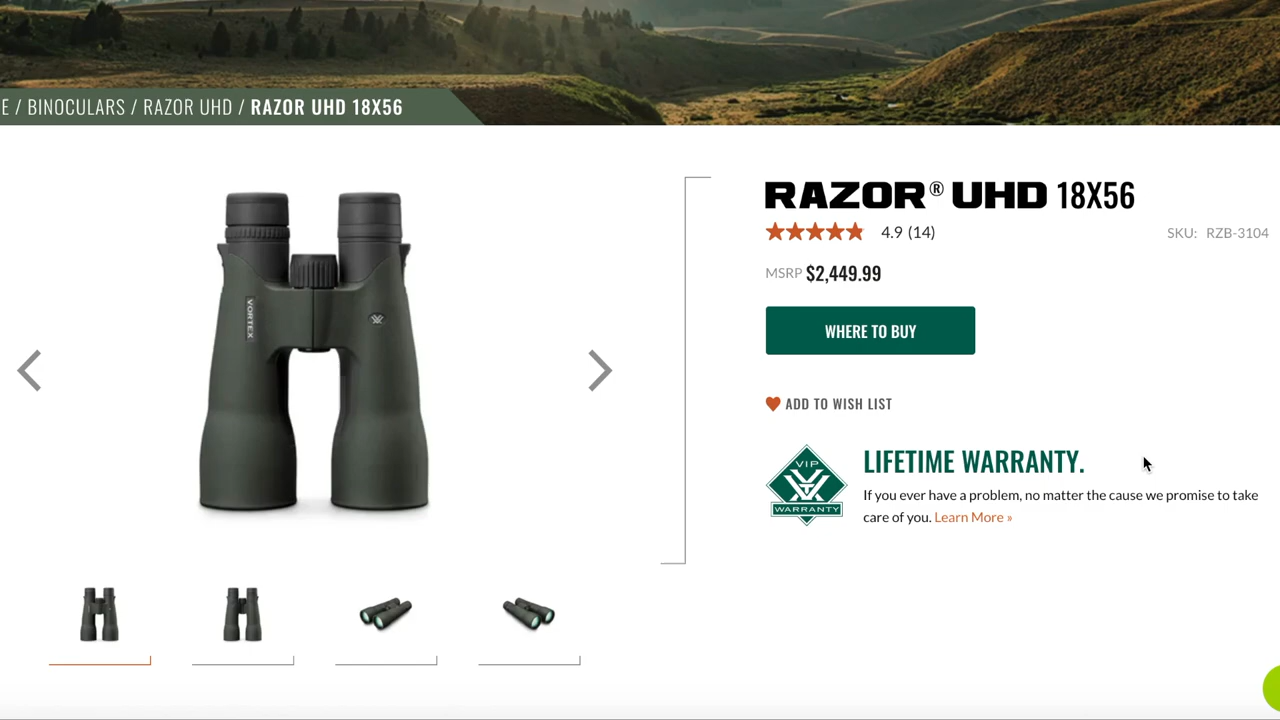 E / BINOCULARS / RAZOR UHD / RAZOR UHD 18X56
VORTEX
RAZOR® UHD 18X56
4.9 (14)
SKU: RZB-3104
MSRP $2,449.99
WHERE TO BUY
ADD TO WISH LIST
VIP
WARRANTY
LIFETIME WARRANTY.
If you ever have a problem, no matter the cause we promise to take
care of you. Learn More »